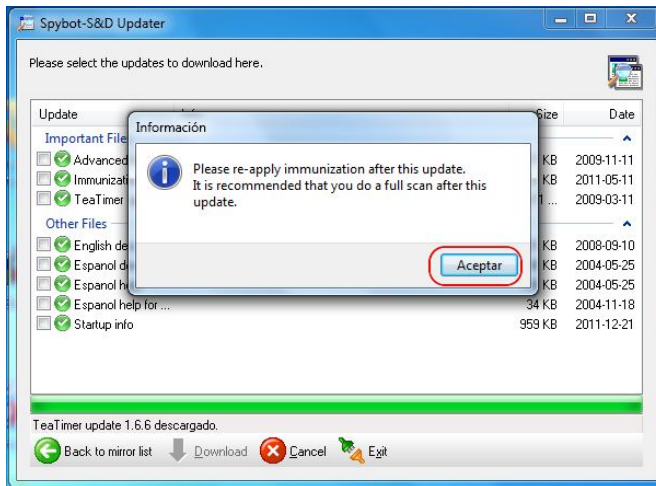 Spybot-S&D Updater
Please select the updates to download here.
Update Size Date
Important File
Advanced KB 2009-11-11
Immunizati KB 2011-05-11
TeaTimer 1 ... 2009-03-11
Other Files
English de KB 2008-09-10
Espanol d KB 2004-05-25
Espanol h KB 2004-05-25
Espanol help for ... 34 KB 2004-11-18
Startup info 959 KB 2011-12-21
Información
Please re-apply immunization after this update.
It is recommended that you do a full scan after this
update.
Aceptar
TeaTimer update 1.6.6 descargado.
Back to mirror list Download Cancel Exit